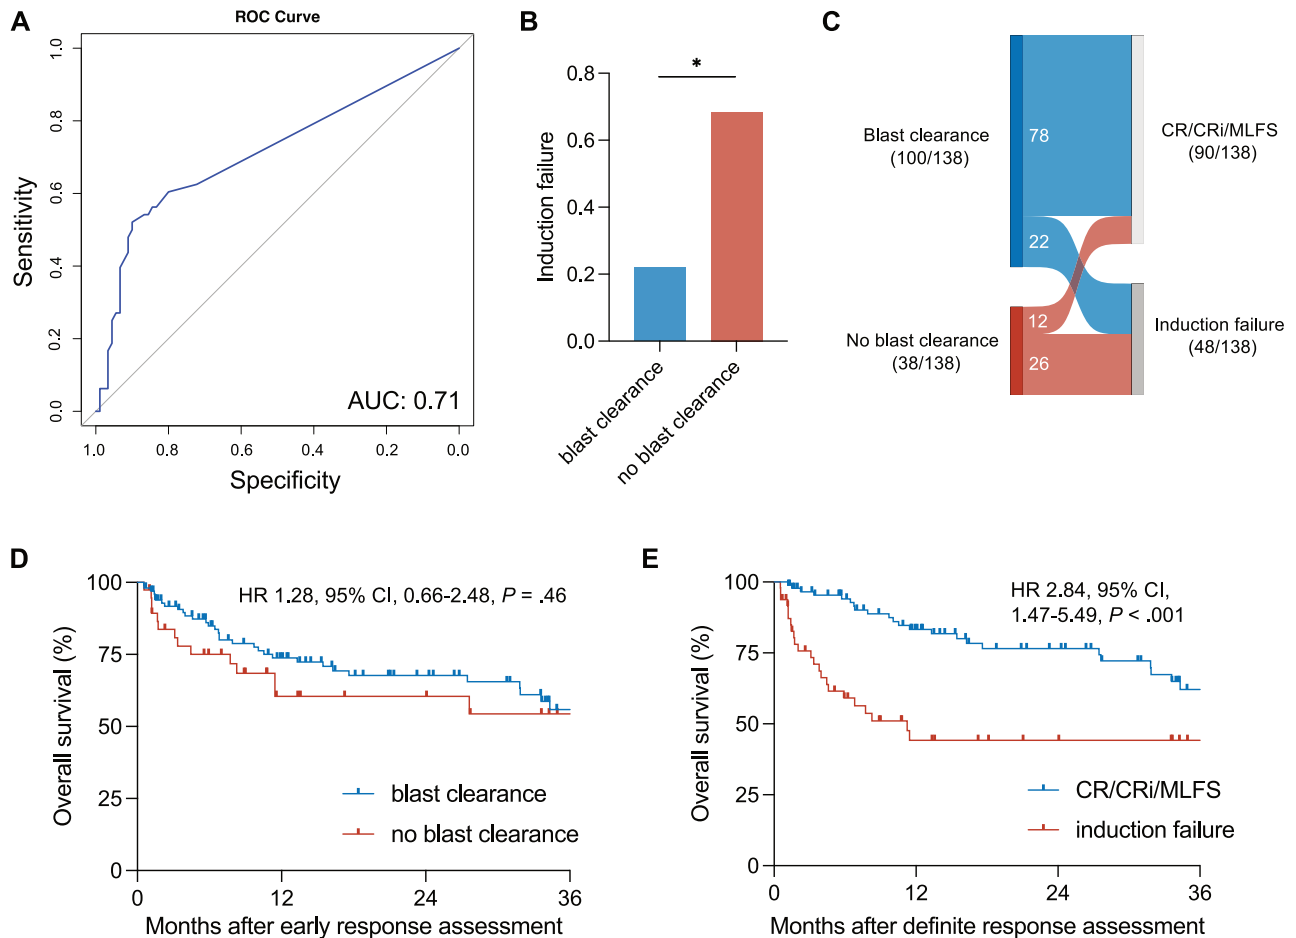 A
ROC Curve
Sensitivity
1.0
0.8
0.6
0.4
0.2
0.0
AUC: 0.71
1.0 0.8 0.6 0.4 0.2 0.0
Specificity
B
*
Induction failure
0.8
0.6
0.4
0.2
0.0
blast clearance
no blast clearance
C
Blast clearance
(100/138)
No blast clearance
(38/138)
78
22
12
26
CR/CRi/MLFS
(90/138)
Induction failure
(48/138)
D
HR 1.28, 95% CI, 0.66-2.48, P = .46
Overall survival (%)
100
75
50
25
0
blast clearance
no blast clearance
0 12 24 36
Months after early response assessment
E
HR 2.84, 95% CI,
1.47-5.49, P < .001
Overall survival (%)
100
75
50
25
0
CR/CRi/MLFS
induction failure
0 12 24 36
Months after definite response assessment